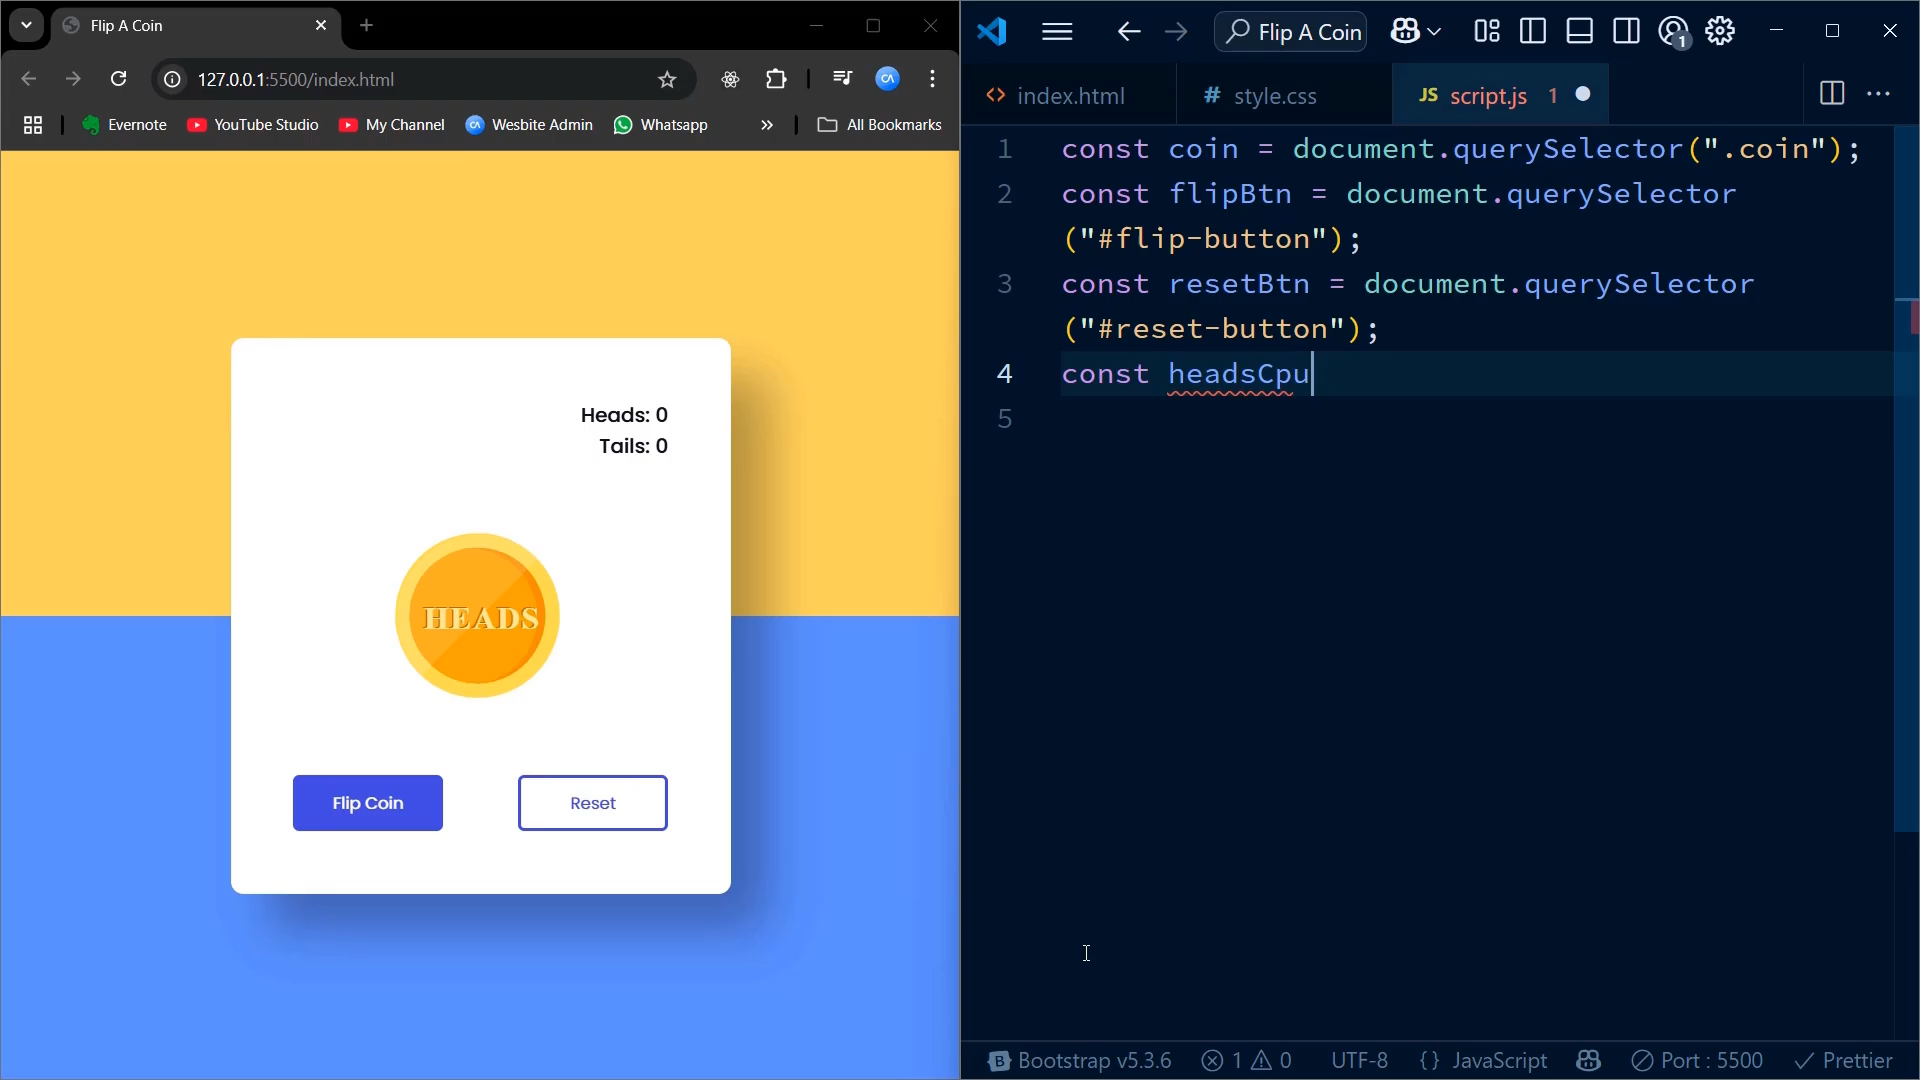 Flip A Coin
127.0.0.1:5500/index.html
Evernote YouTube Studio My Channel Wesbite Admin Whatsapp » All Bookmarks
Heads: 0
Tails: 0
HEADS
Flip Coin Reset
Flip A Coin 1
index.html # style.css JS script.js 1
1 const coin = document.querySelector(".coin");
2 const flipBtn = document.querySelector
("#flip-button");
3 const resetBtn = document.querySelector
("#reset-button");
4 const headsCpu
5
B Bootstrap v5.3.6 1 0 UTF-8 {} JavaScript Port : 5500 Prettier